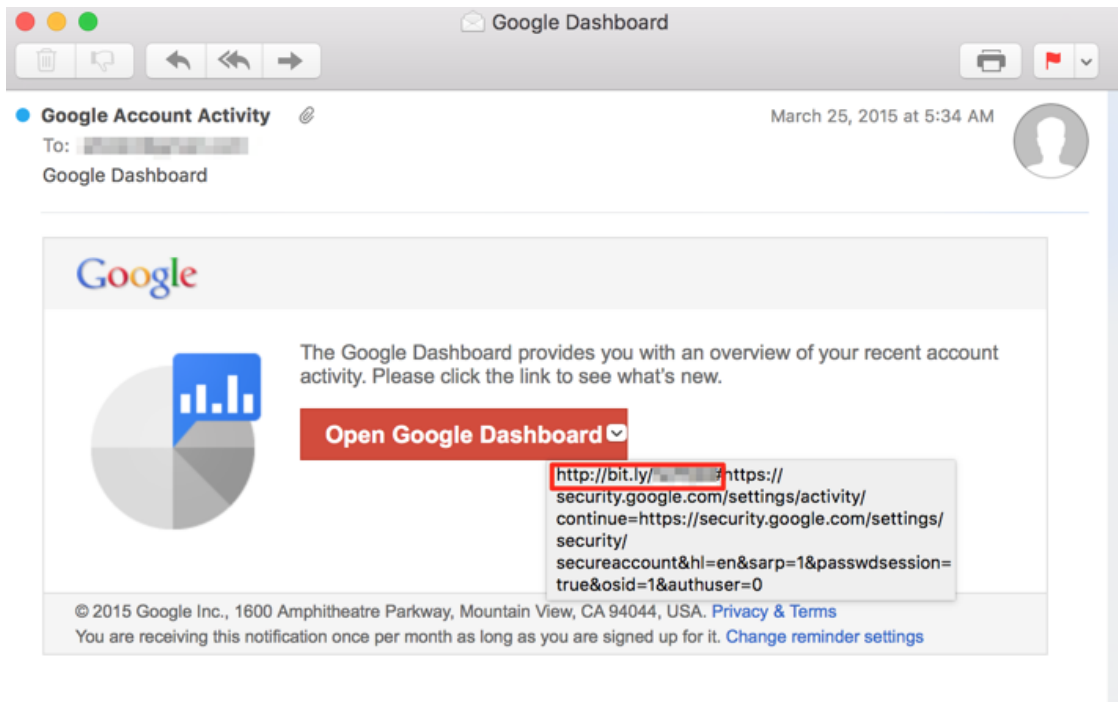 Google Dashboard
Google Account Activity
March 25, 2015 at 5:34 AM
To:
Google Dashboard
Google
The Google Dashboard provides you with an overview of your recent account
activity. Please click the link to see what's new.
Open Google Dashboard
http://bit.ly/ #https://
security.google.com/settings/activity/
continue=https://security.google.com/settings/
security/
secureaccount&hl=en&sarp=1&passwdsession=
true&osid=1&authuser=0
© 2015 Google Inc., 1600 Amphitheatre Parkway, Mountain View, CA 94044, USA. Privacy & Terms
You are receiving this notification once per month as long as you are signed up for it. Change reminder settings